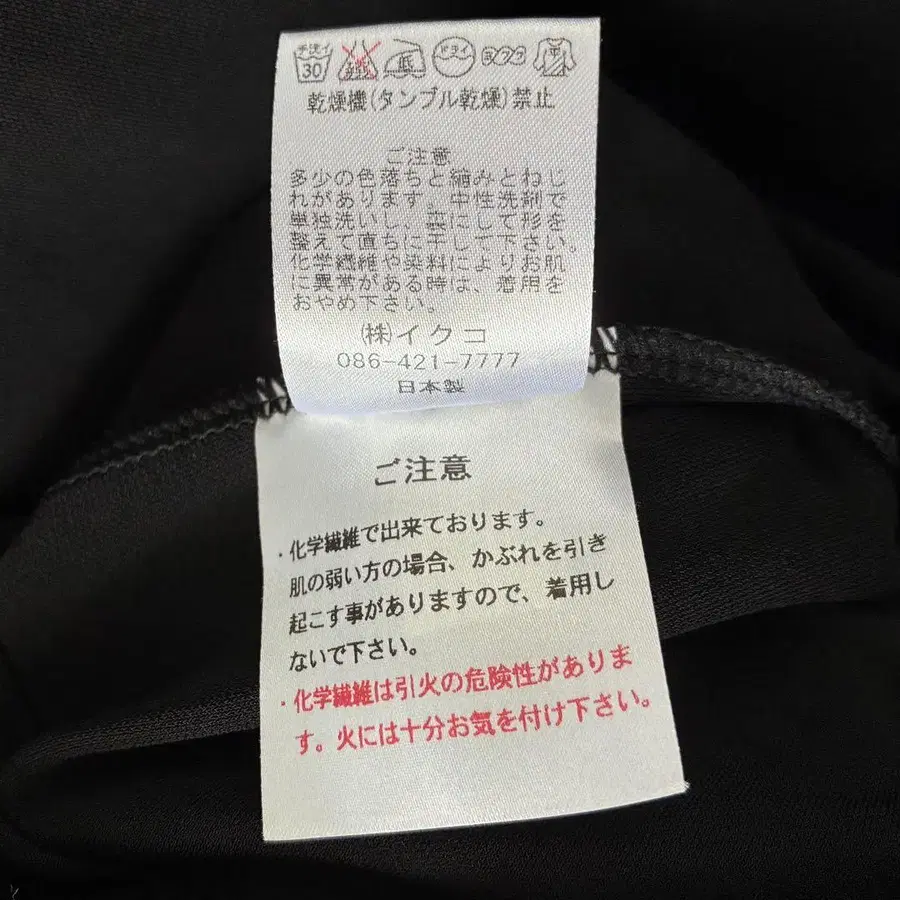 手洗イ
30
低
ドライ
平
乾燥機(タンブル乾燥)禁止
ご注意
多少の色落ちと縮みとねじ
れがあります。中性洗剤で
単独洗いし、陰干にして形を
整えて直ちに干して下さい。
化学繊維や染料によりお肌
に異常がある時は、着用を
おやめ下さい。
(株)イクコ
086-421-7777
日本製
ご注意
・化学繊維で出来ております。
肌の弱い方の場合、かぶれを引き
起こす事がありますので、着用し
ないで下さい。
・化学繊維は引火の危険性がありま
す。火には十分お気を付け下さい。